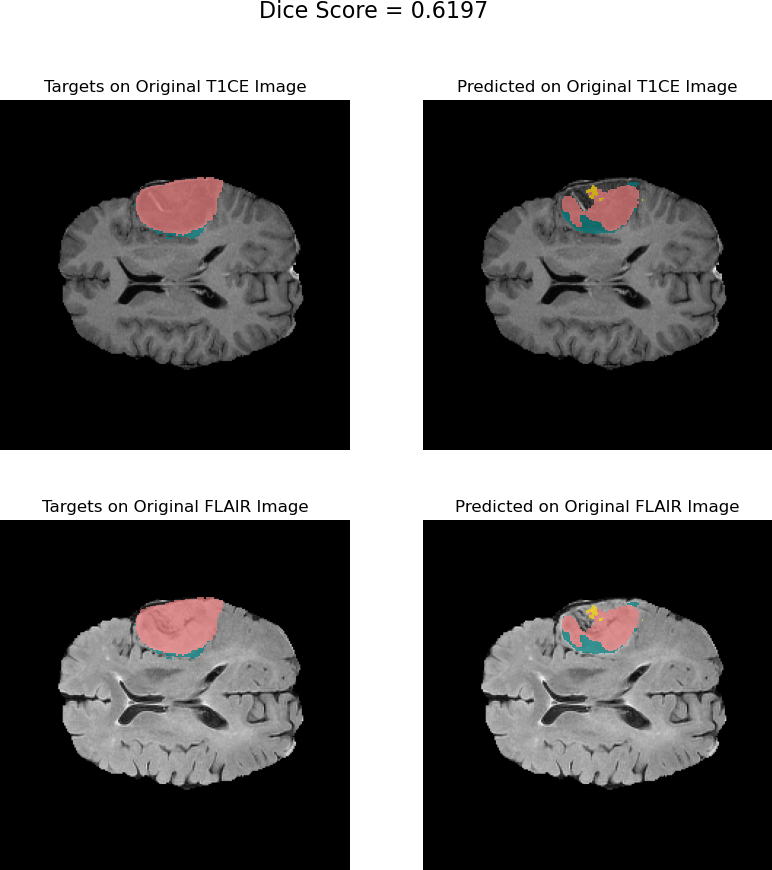 Dice Score = 0.6197
Targets on Original T1CE Image
Predicted on Original T1CE Image
Targets on Original FLAIR Image
Predicted on Original FLAIR Image